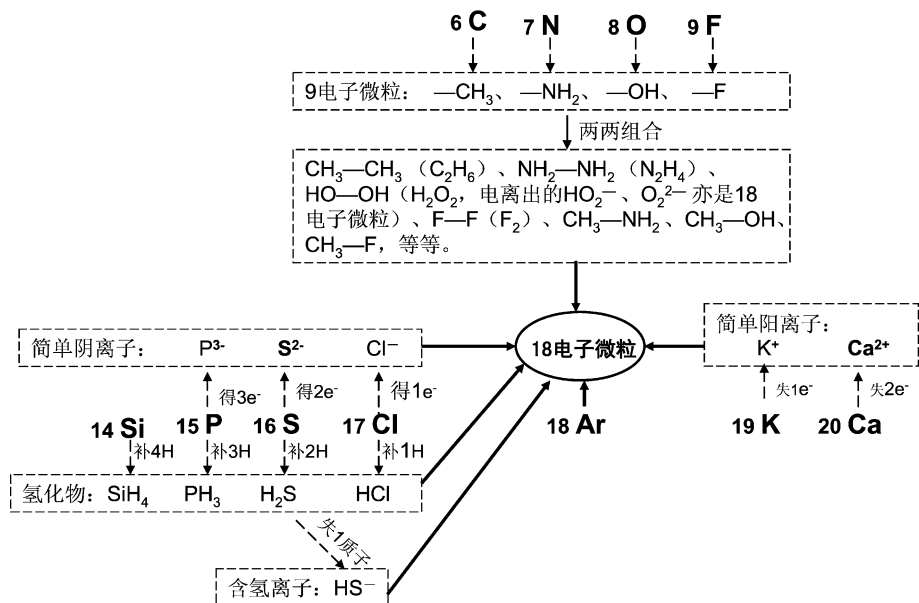 6 C 7 N 8 O 9 F
9电子微粒：—CH₃、—NH₂、—OH、—F
两两组合
CH₃—CH₃（C₂H₆）、NH₂—NH₂（N₂H₄）、
HO—OH（H₂O₂，电离出的HO₂⁻、O₂²⁻ 亦是18
电子微粒）、F—F（F₂）、CH₃—NH₂、CH₃—OH、
CH₃—F，等等。
简单阴离子： P³⁻ S²⁻ Cl⁻
18电子微粒
简单阳离子：
K⁺ Ca²⁺
得3e⁻ 得2e⁻ 得1e⁻
失1e⁻ 失2e⁻
14 Si 15 P 16 S 17 Cl 18 Ar 19 K 20 Ca
补4H 补3H 补2H 补1H
氢化物：SiH₄ PH₃ H₂S HCl
失1质子
含氢离子：HS⁻